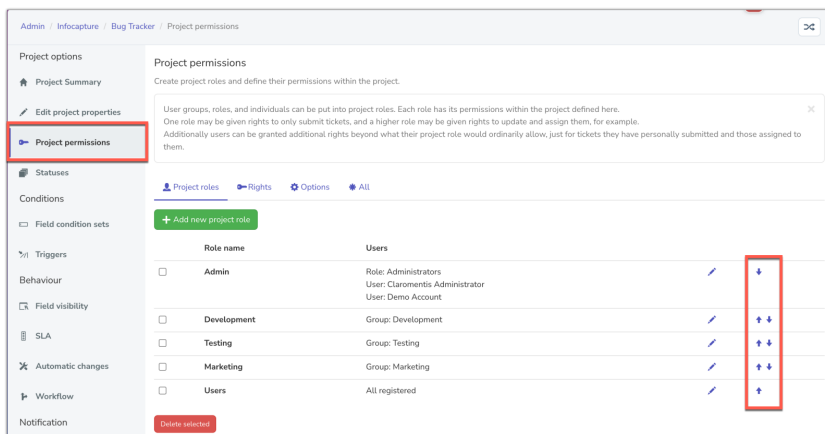 Admin / Infocapture / Bug Tracker / Project permissions
Project options
Project Summary
Edit project properties
Project permissions
Statuses
Conditions
Field condition sets
Triggers
Behaviour
Field visibility
SLA
Automatic changes
Workflow
Notification
Project permissions
Create project roles and define their permissions within the project.
User groups, roles, and individuals can be put into project roles. Each role has its permissions within the project defined here.
One role may be given rights to only submit tickets, and a higher role may be given rights to update and assign them, for example.
Additionally users can be granted additional rights beyond what their project role would ordinarily allow, just for tickets they have personally submitted and those assigned to
them.
Project roles Rights Options All
+ Add new project role
Role name Users
Admin Role: Administrators
User: Claromentis Administrator
User: Demo Account
Development Group: Development
Testing Group: Testing
Marketing Group: Marketing
Users All registered
Delete selected